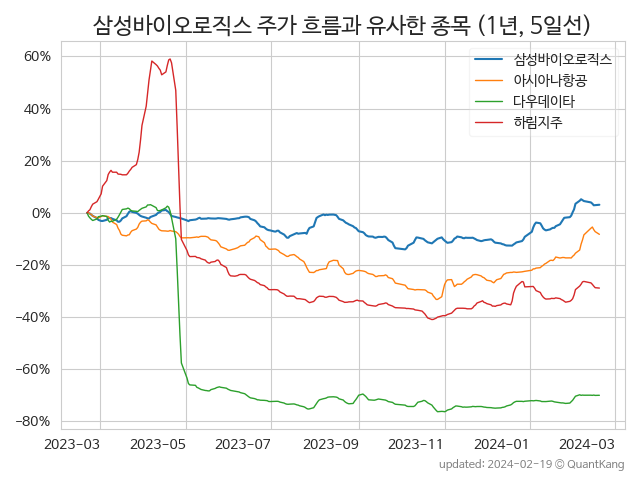 삼성바이오로직스 주가 흐름과 유사한 종목 (1년, 5일선)
삼성바이오로직스
아시아나항공
다우데이타
하림지주
60%
40%
20%
0%
−20%
−40%
−60%
−80%
2023-03 2023-05 2023-07 2023-09 2023-11 2024-01 2024-03
updated: 2024-02-19 © QuantKang